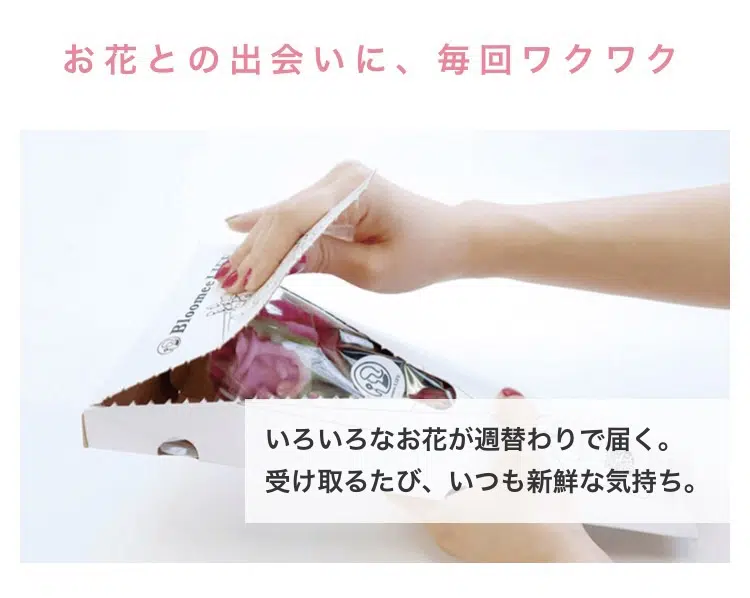 お花との出会いに、毎回ワクワク
Bloomee LIFE
いろいろなお花が週替わりで届く。
受け取るたび、いつも新鮮な気持ち。